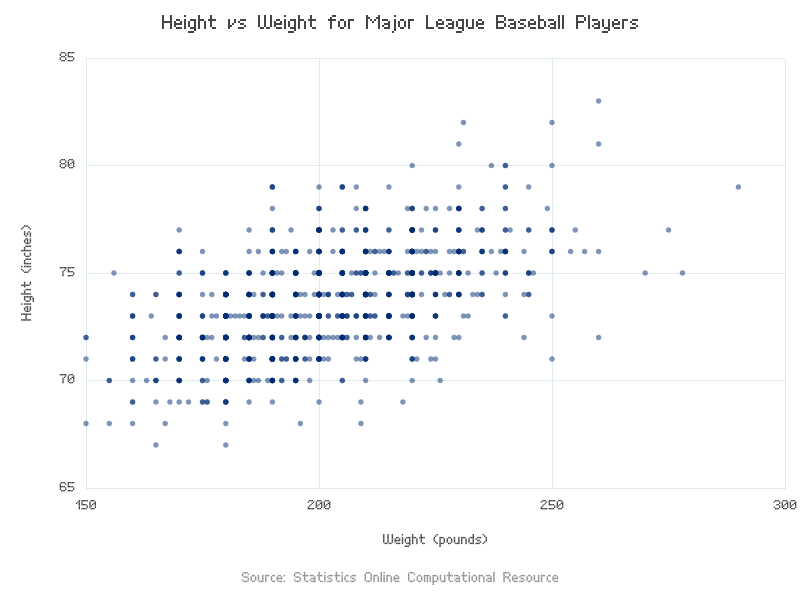 Height vs Weight for Major League Baseball Players
85
80
75
70
65
150 200 250 300
Height (inches)
Weight (pounds)
Source: Statistics Online Computational Resource